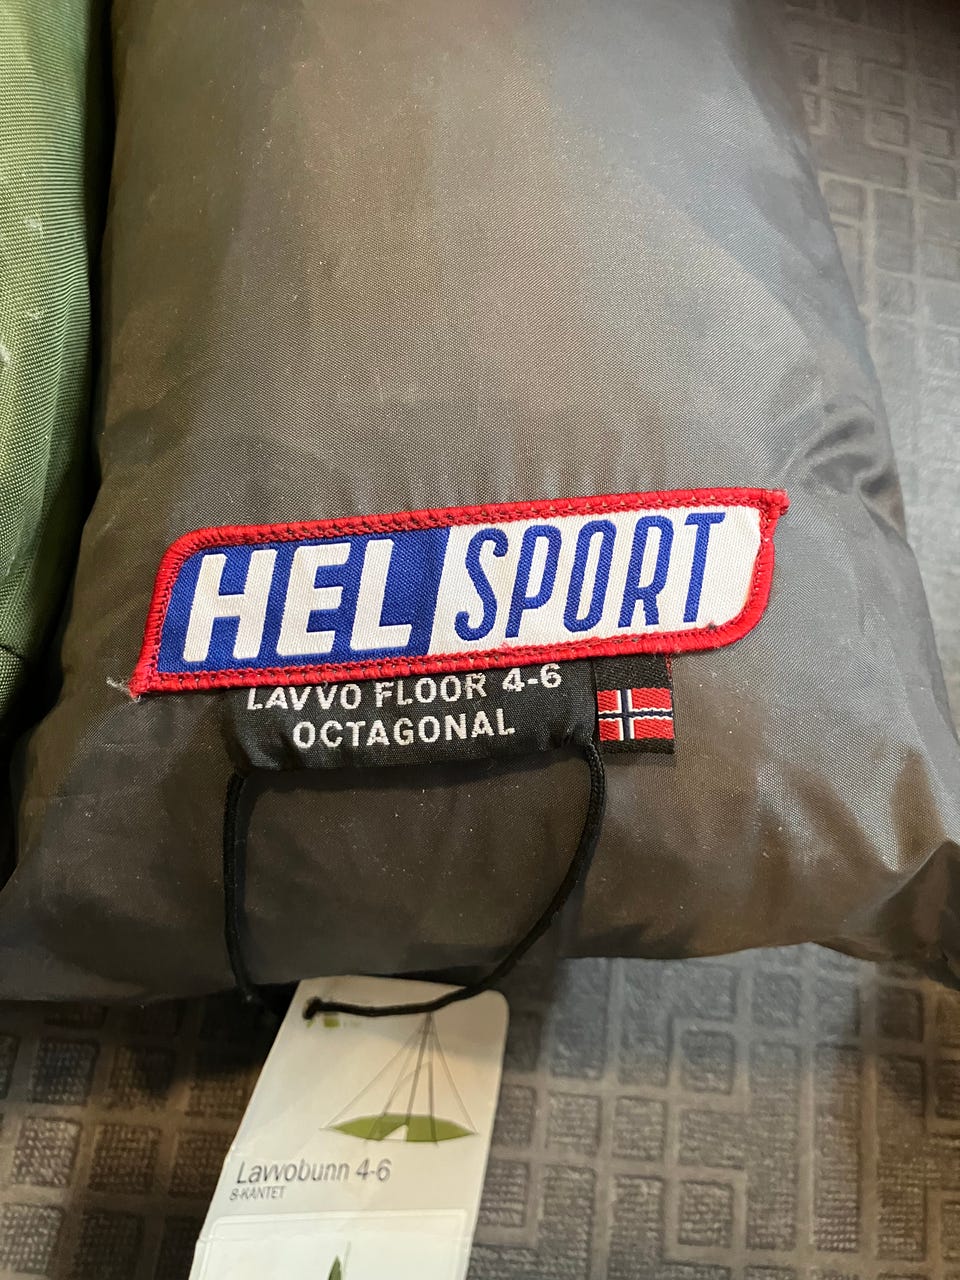 HEL SPORT
LAVVO FLOOR 4-6
OCTAGONAL
Lavvobunn 4-6
8-KANTET